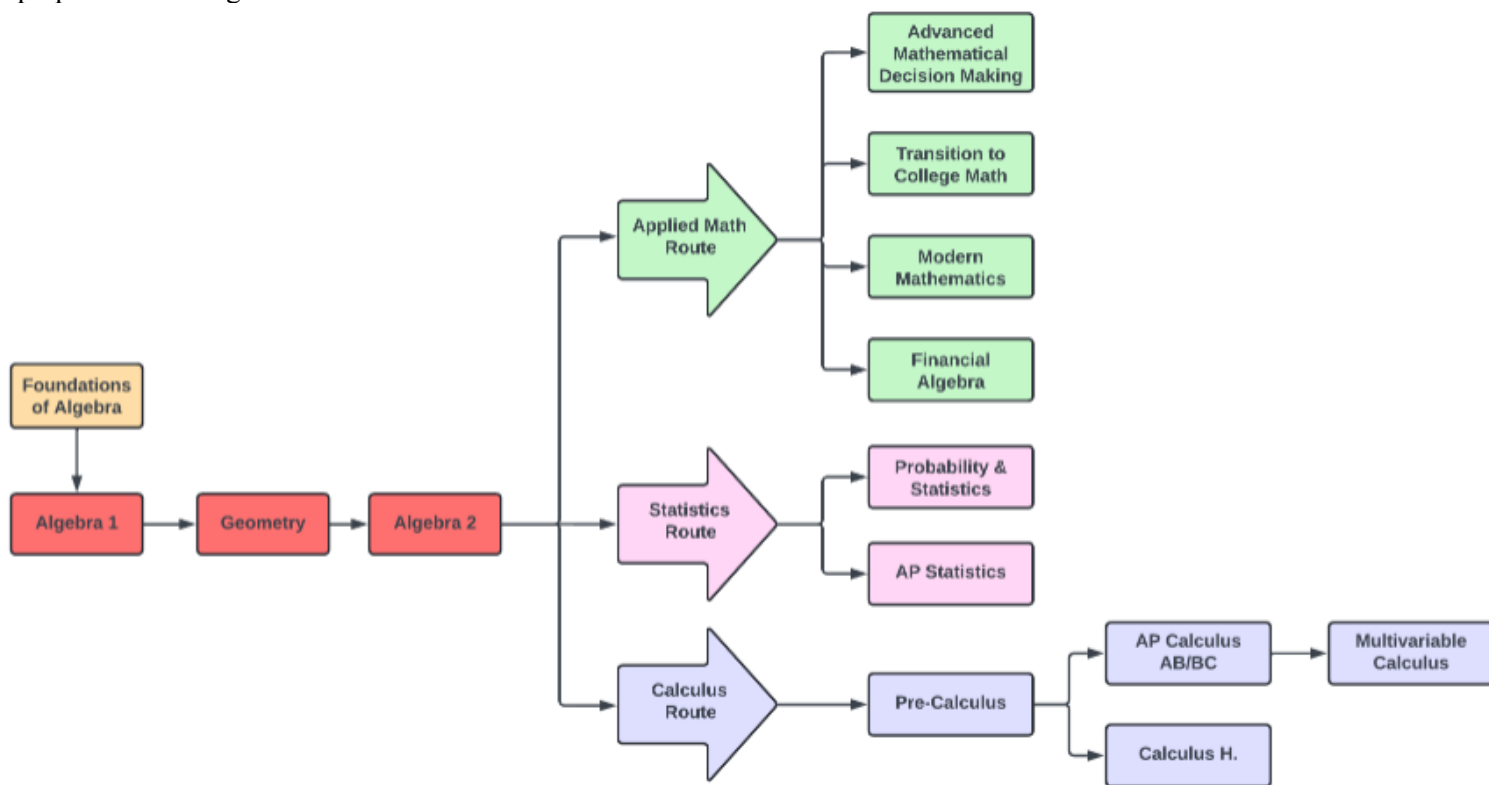 Advanced
Mathematical
Decision Making
Transition to
College Math
Applied Math
Route
Modern
Mathematics
Financial
Algebra
Foundations
of Algebra
Algebra 1
Geometry
Algebra 2
Statistics
Route
Probability &
Statistics
AP Statistics
Calculus
Route
Pre-Calculus
AP Calculus
AB/BC
Multivariable
Calculus
Calculus H.